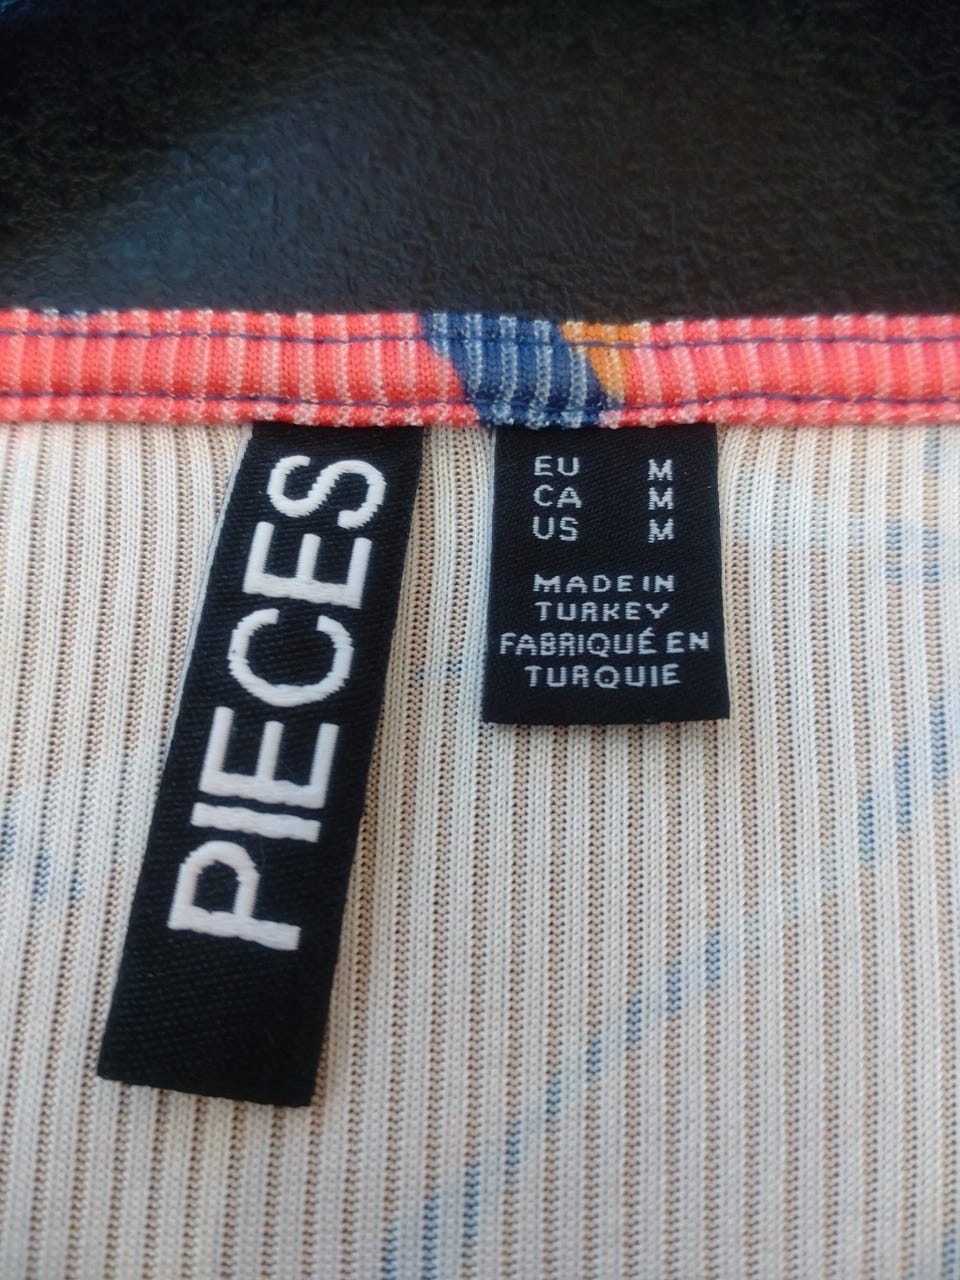 PIECES
EU M
CA M
US M
MADE IN
TURKEY
FABRIQUÉ EN
TURQUIE